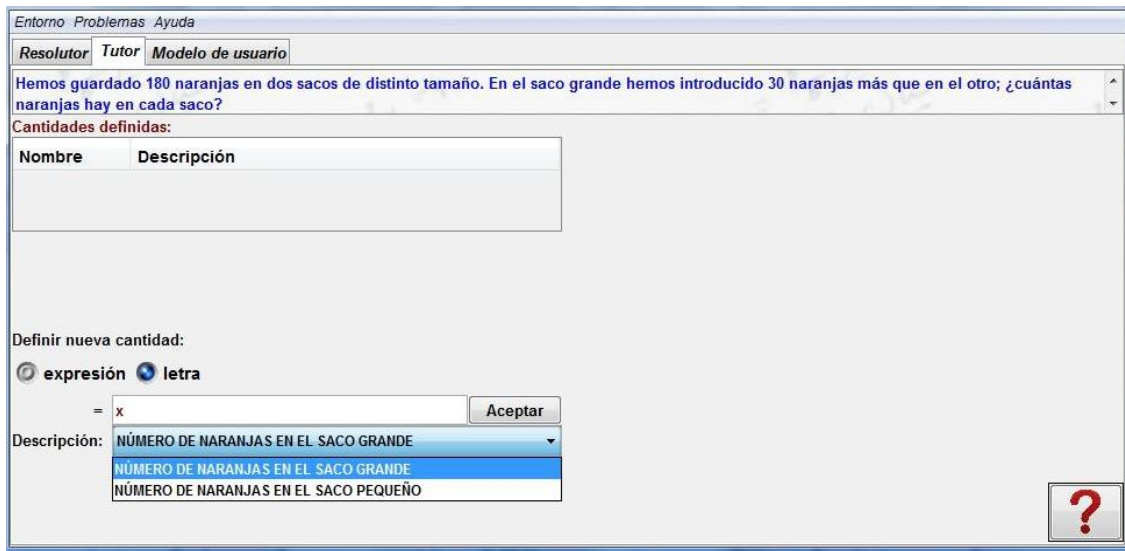 Entorno Problemas Ayuda
Resolutor Tutor Modelo de usuario
Hemos guardado 180 naranjas en dos sacos de distinto tamaño. En el saco grande hemos introducido 30 naranjas más que en el otro; ¿cuántas
naranjas hay en cada saco?
Cantidades definidas:
Nombre Descripción
Definir nueva cantidad:
expresión letra
= x Aceptar
Descripción: NÚMERO DE NARANJAS EN EL SACO GRANDE
NÚMERO DE NARANJAS EN EL SACO GRANDE
NÚMERO DE NARANJAS EN EL SACO PEQUEÑO
?